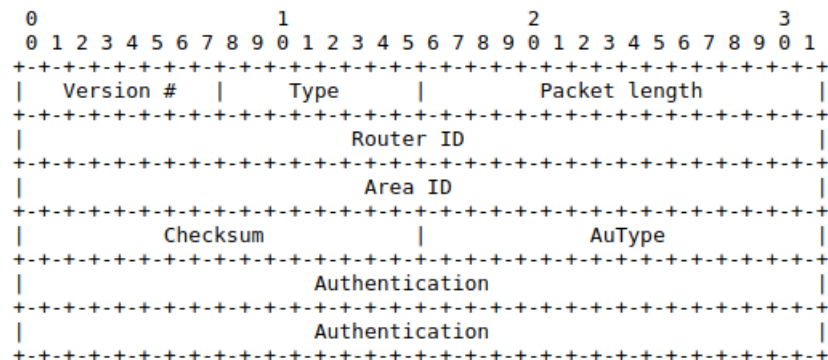 0                   1                   2                   3
 0 1 2 3 4 5 6 7 8 9 0 1 2 3 4 5 6 7 8 9 0 1 2 3 4 5 6 7 8 9 0 1
+-+-+-+-+-+-+-+-+-+-+-+-+-+-+-+-+-+-+-+-+-+-+-+-+-+-+-+-+-+-+-+-+
|   Version #   |     Type      |         Packet length         |
+-+-+-+-+-+-+-+-+-+-+-+-+-+-+-+-+-+-+-+-+-+-+-+-+-+-+-+-+-+-+-+-+
|                          Router ID                            |
+-+-+-+-+-+-+-+-+-+-+-+-+-+-+-+-+-+-+-+-+-+-+-+-+-+-+-+-+-+-+-+-+
|                           Area ID                             |
+-+-+-+-+-+-+-+-+-+-+-+-+-+-+-+-+-+-+-+-+-+-+-+-+-+-+-+-+-+-+-+-+
|           Checksum            |             AuType            |
+-+-+-+-+-+-+-+-+-+-+-+-+-+-+-+-+-+-+-+-+-+-+-+-+-+-+-+-+-+-+-+-+
|                       Authentication                          |
+-+-+-+-+-+-+-+-+-+-+-+-+-+-+-+-+-+-+-+-+-+-+-+-+-+-+-+-+-+-+-+-+
|                       Authentication                          |
+-+-+-+-+-+-+-+-+-+-+-+-+-+-+-+-+-+-+-+-+-+-+-+-+-+-+-+-+-+-+-+-+